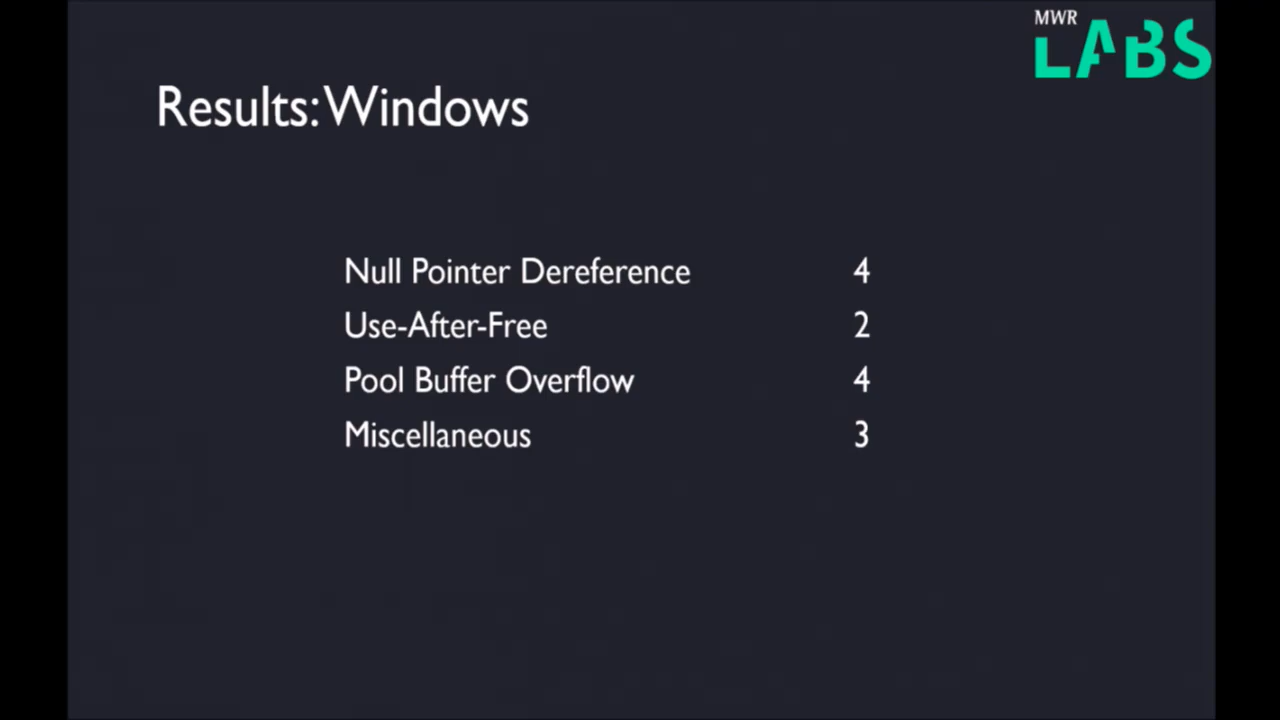 MWR
LABS
Results: Windows
Null Pointer Dereference 4
Use-After-Free 2
Pool Buffer Overflow 4
Miscellaneous 3